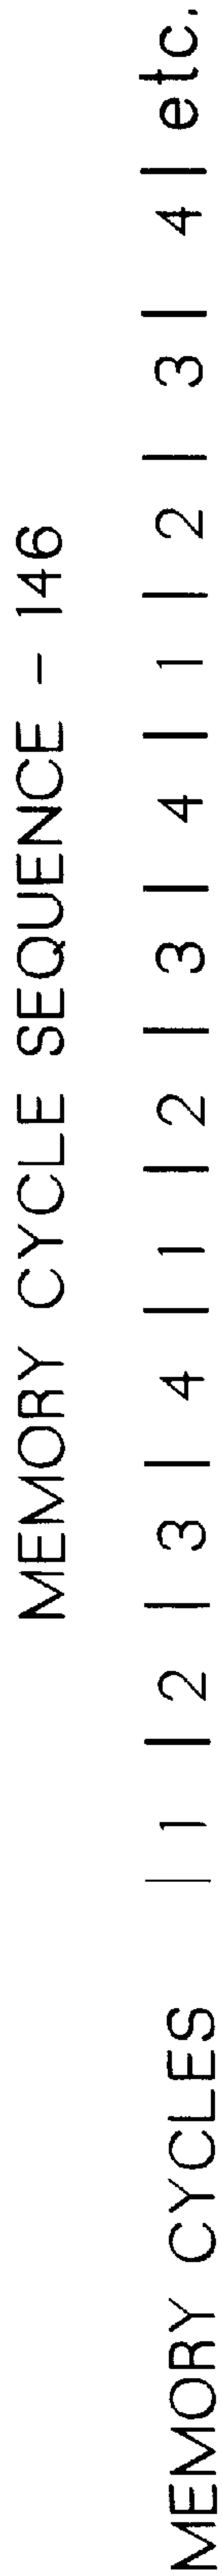 MEMORY CYCLE SEQUENCE - 146
MEMORY CYCLES | 1 | 2 | 3 | 4 | 1 | 2 | 3 | 4 | 1 | 2 | 3 | 4 | etc.